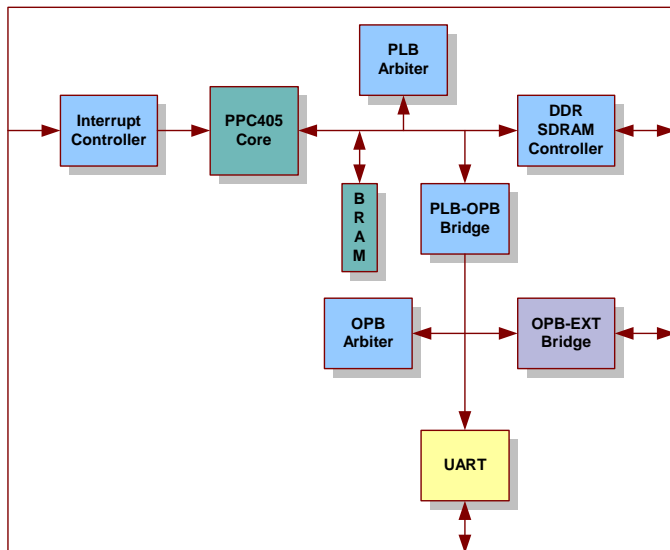 PLB
Arbiter
Interrupt
Controller
PPC405
Core
DDR
SDRAM
Controller
B
R
A
M
PLB-OPB
Bridge
OPB
Arbiter
OPB-EXT
Bridge
UART